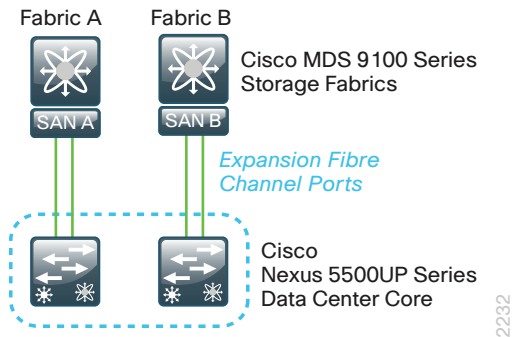 Fabric A
Fabric B
Cisco MDS 9100 Series
Storage Fabrics
SAN A
SAN B
Expansion Fibre
Channel Ports
Cisco
Nexus 5500UP Series
Data Center Core
2232